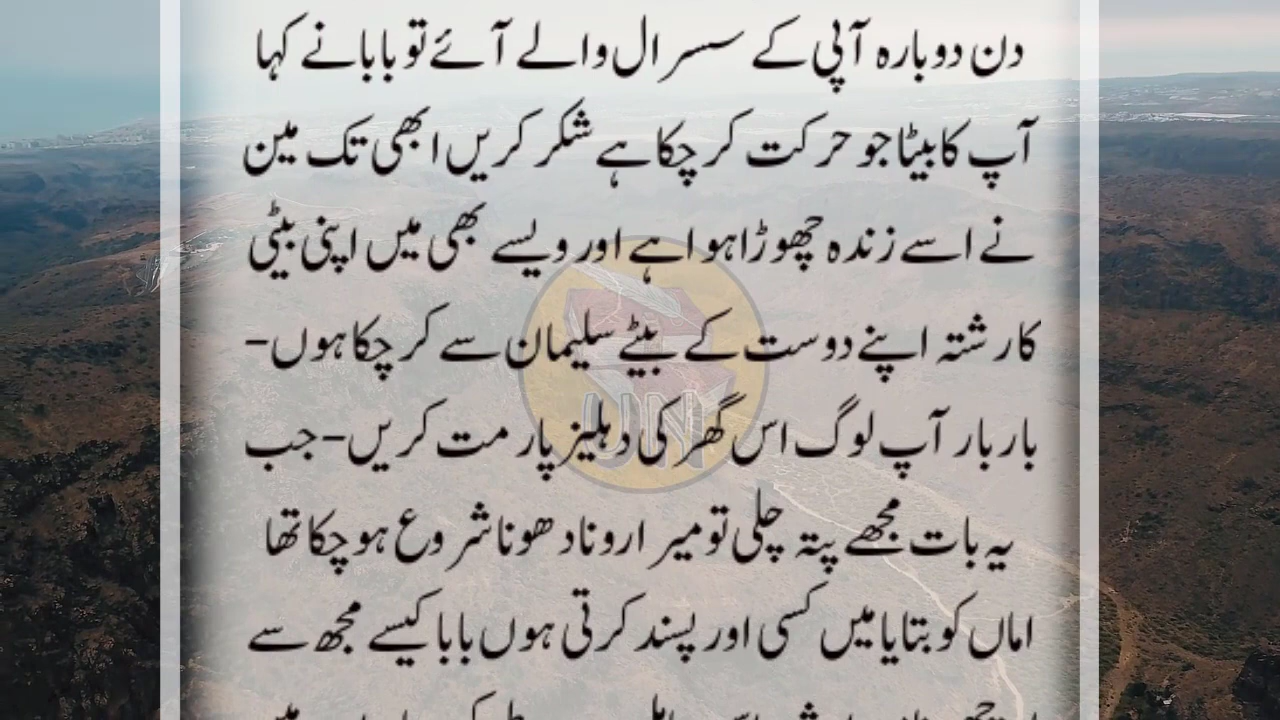 دن دوبارہ آپی کے سسرال والے آئے تو بابا نے کہا
آپ کا بیٹا جو حرکت کر چکا ہے شکر کریں ابھی تک مین
نے اسے زندہ چھوڑا ہوا ہے اور ویسے بھی میں اپنی بیٹی
کا رشتہ اپنے دوست کے بیٹے سلیمان سے کر چکا ہوں-
بار بار آپ لوگ اس گھر کی دہلیز پار مت کریں- جب
یہ بات مجھے پتہ چلی تو میرا رونا دھونا شروع ہو چکا تھا
اماں کو بتایا میں کسی اور پسند کرتی ہوں بابا کیسے مجھ سے
UN